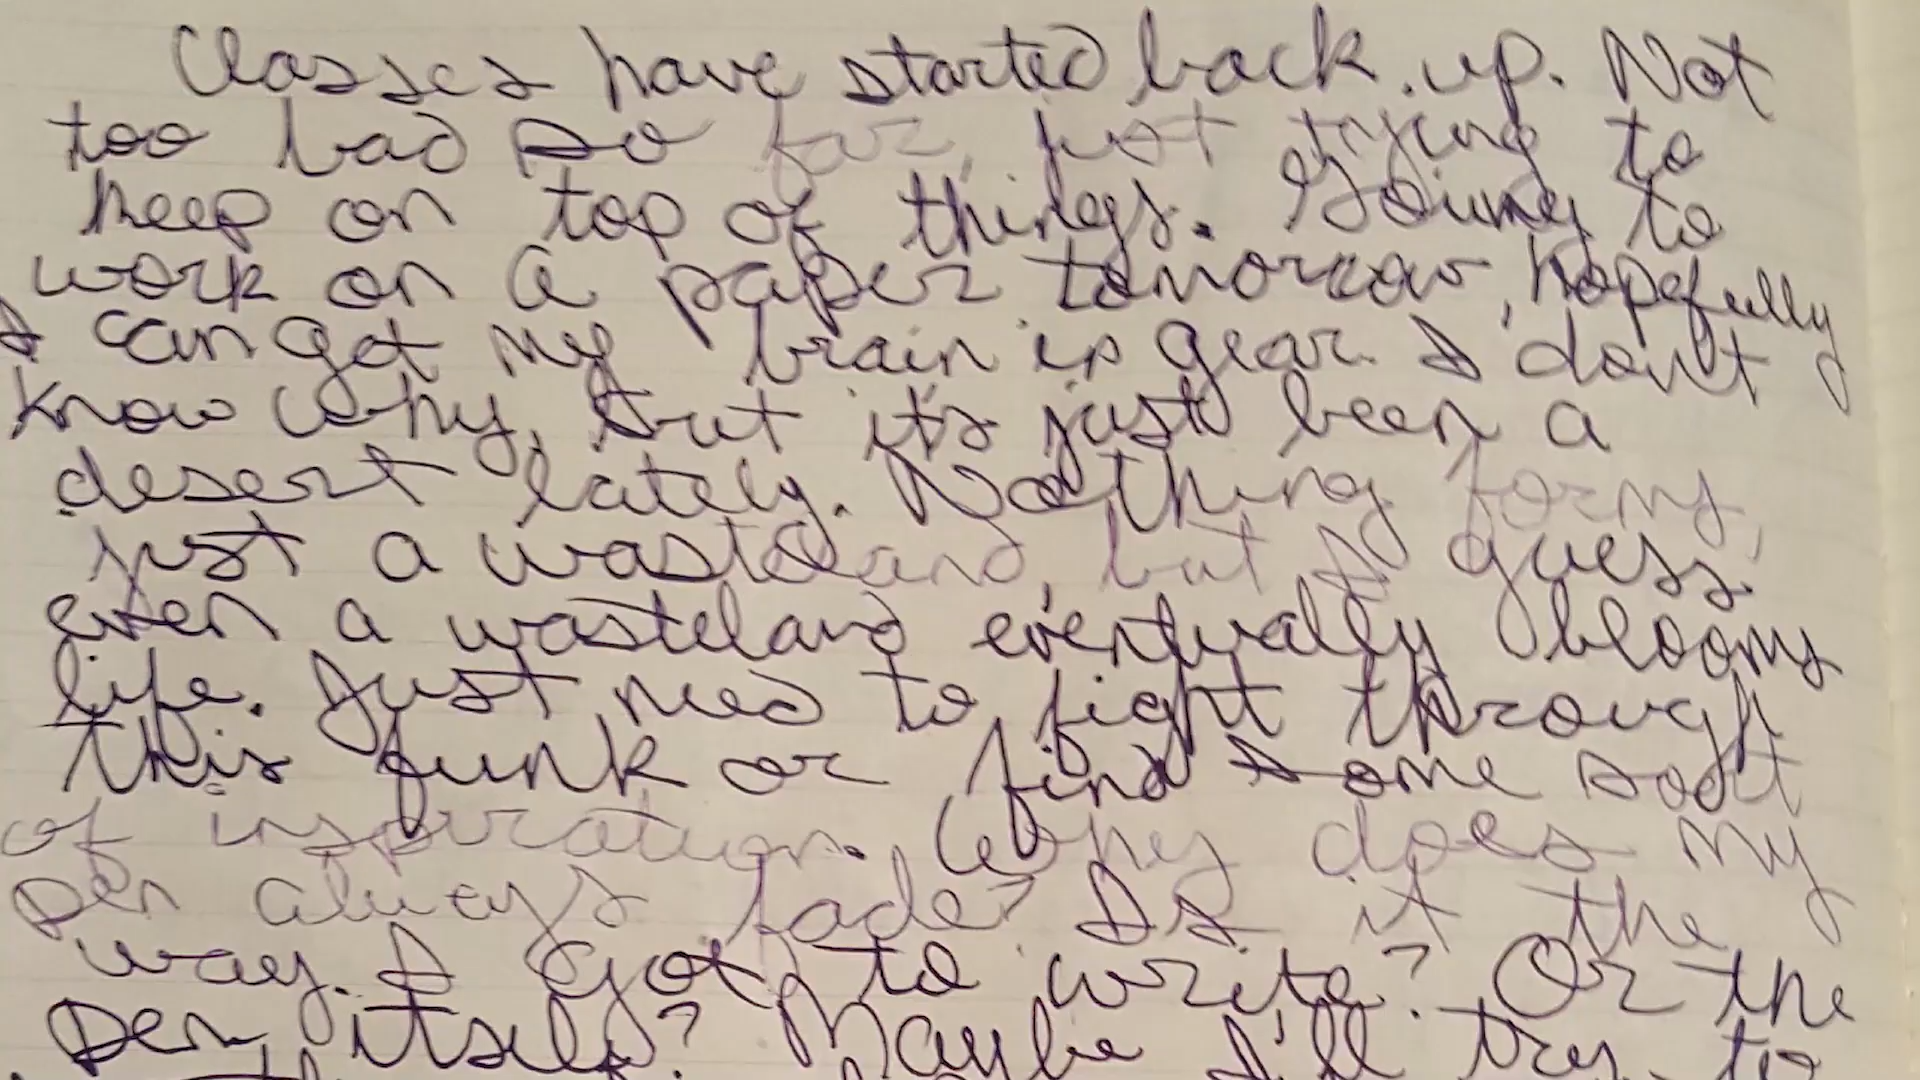 Classes have started back up. Not
too bad so far, just trying to
keep on top of things. Going to
work on a paper tomorrow, hopefully
I can get my brain in gear. I don't
know why, but it's just been a
desert lately. Nothing forms,
just a wasteland, but I guess
even a wasteland eventually blooms
life. Just need to fight through
this funk or find some sort
of inspiration. Why does my
pen always fade? Is it the
way I got to write? Or the
pen itself? Maybe I'll try to